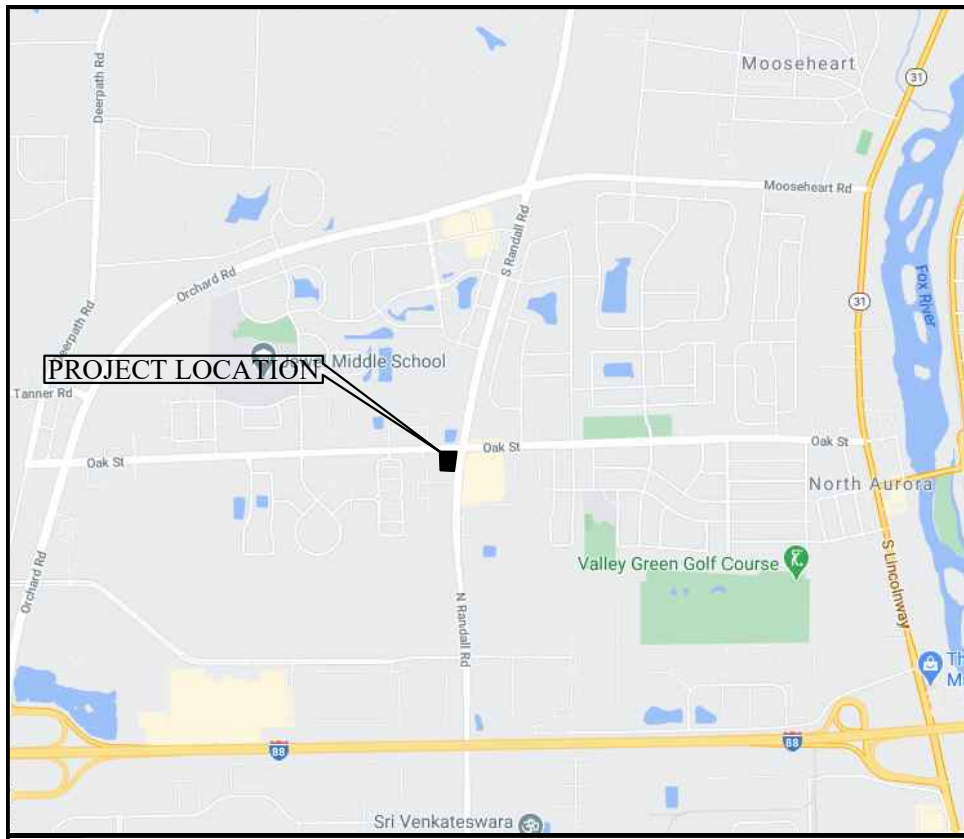 Mooseheart
31
Deerpath Rd
Mooseheart Rd
S Randall Rd
Orchard Rd
Fox River
31
Deerpath Rd
Middle School
PROJECT LOCATION
Tanner Rd
Oak St
Oak St
Oak St
North Aurora
Orchard Rd
Valley Green Golf Course
S Lincolnway
N Randall Rd
88
88
Sri Venkateswara